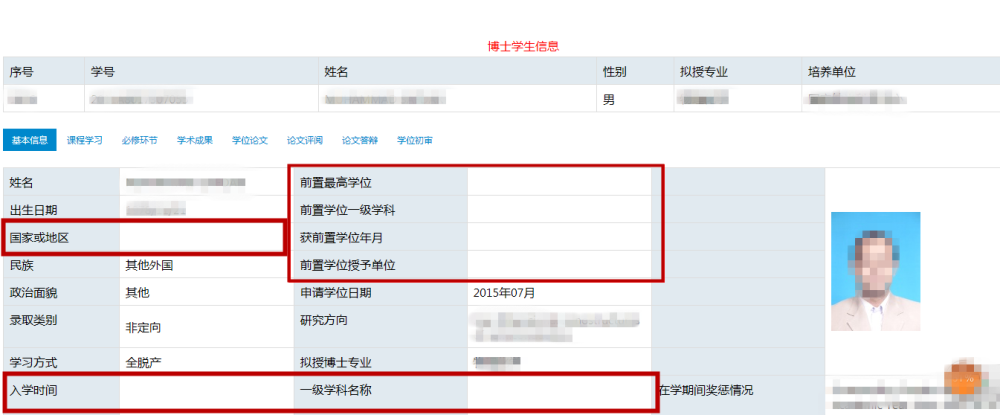 博士学生信息
序号 学号 姓名 性别 拟授专业 培养单位
男
基本信息 课程学习 必修环节 学术成果 学位论文 论文评阅 论文答辩 学位初审
姓名 前置最高学位
出生日期 前置学位一级学科
国家或地区 获前置学位年月
民族 其他外国 前置学位授予单位
政治面貌 其他 申请学位日期 2015年07月
录取类别 非定向 研究方向
学习方式 全脱产 拟授博士专业
入学时间 一级学科名称 在学期间奖惩情况